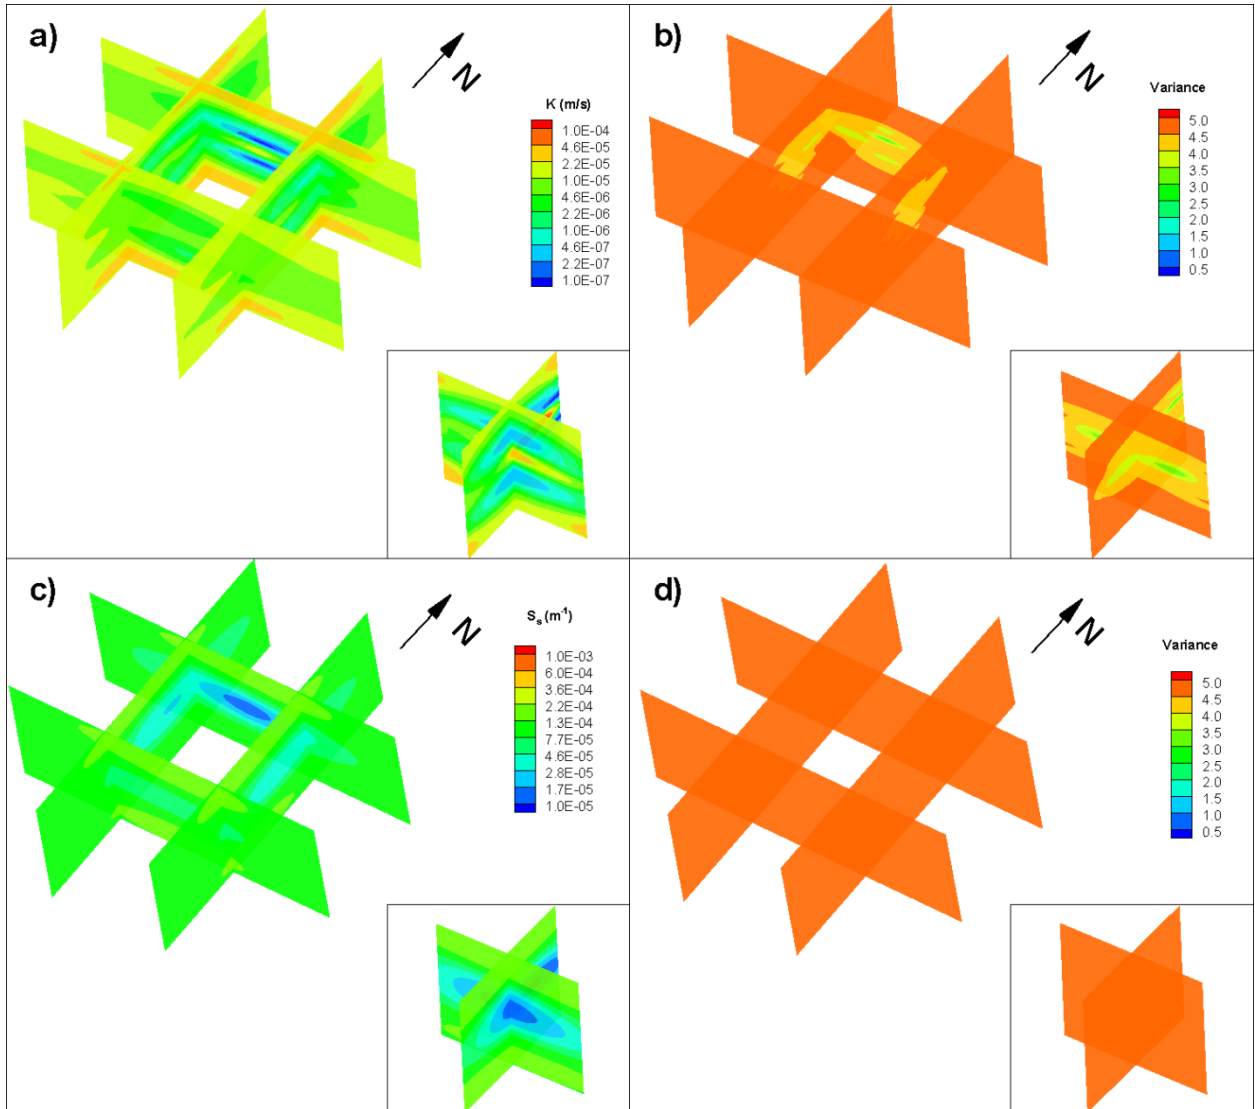 a)
N
K (m/s)
1.0E-04
4.6E-05
2.2E-05
1.0E-05
4.6E-06
2.2E-06
1.0E-06
4.6E-07
2.2E-07
1.0E-07
b)
N
Variance
5.0
4.5
4.0
3.5
3.0
2.5
2.0
1.5
1.0
0.5
c)
N
Ss (m-1)
1.0E-03
6.0E-04
3.6E-04
2.2E-04
1.3E-04
7.7E-05
4.6E-05
2.8E-05
1.7E-05
1.0E-05
d)
N
Variance
5.0
4.5
4.0
3.5
3.0
2.5
2.0
1.5
1.0
0.5